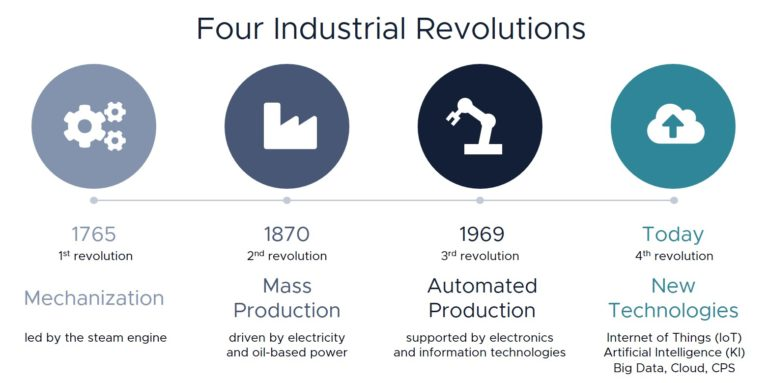 Four Industrial Revolutions
1765
1st revolution
Mechanization
led by the steam engine
1870
2nd revolution
Mass
Production
driven by electricity
and oil-based power
1969
3rd revolution
Automated
Production
supported by electronics
and information technologies
Today
4th revolution
New
Technologies
Internet of Things (IoT)
Artificial Intelligence (KI)
Big Data, Cloud, CPS